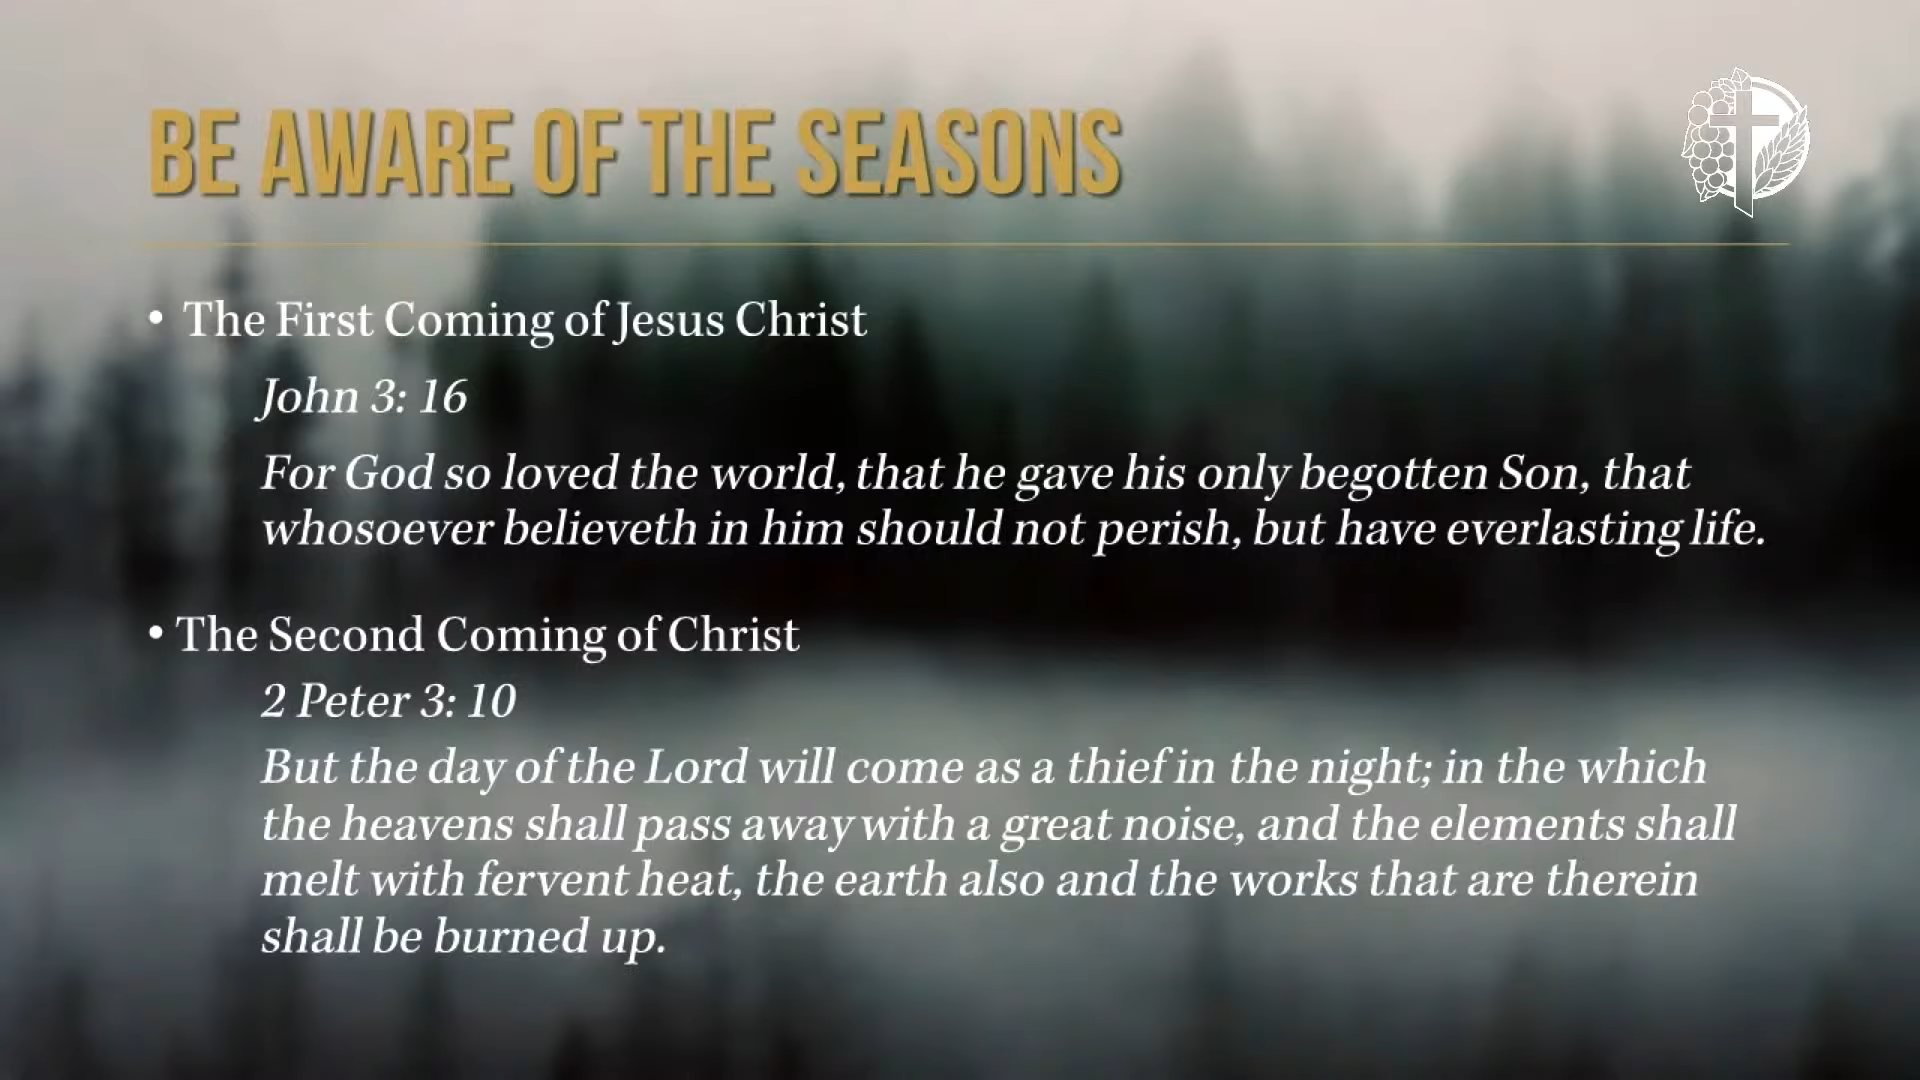 BE AWARE OF THE SEASONS
• The First Coming of Jesus Christ
John 3: 16
For God so loved the world, that he gave his only begotten Son, that
whosoever believeth in him should not perish, but have everlasting life.
• The Second Coming of Christ
2 Peter 3: 10
But the day of the Lord will come as a thief in the night; in the which
the heavens shall pass away with a great noise, and the elements shall
melt with fervent heat, the earth also and the works that are therein
shall be burned up.